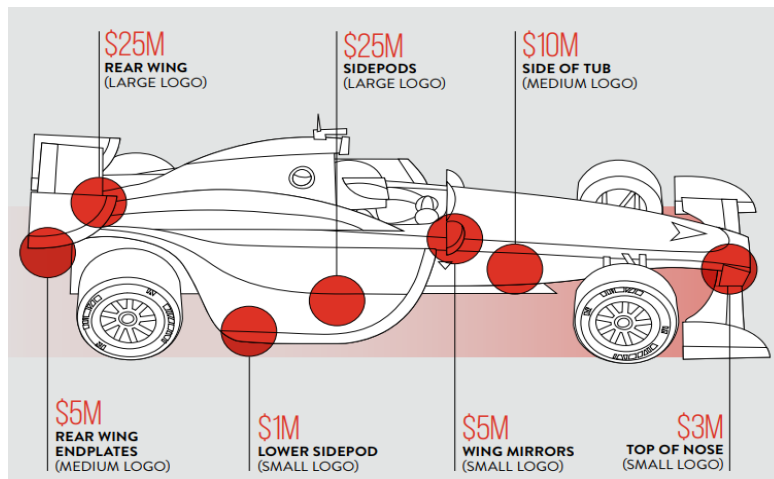 $25M
REAR WING
(LARGE LOGO)
$25M
SIDEPODS
(LARGE LOGO)
$10M
SIDE OF TUB
(MEDIUM LOGO)
$5M
REAR WING
ENDPLATES
(MEDIUM LOGO)
$1M
LOWER SIDEPOD
(SMALL LOGO)
$5M
WING MIRRORS
(SMALL LOGO)
$3M
TOP OF NOSE
(SMALL LOGO)